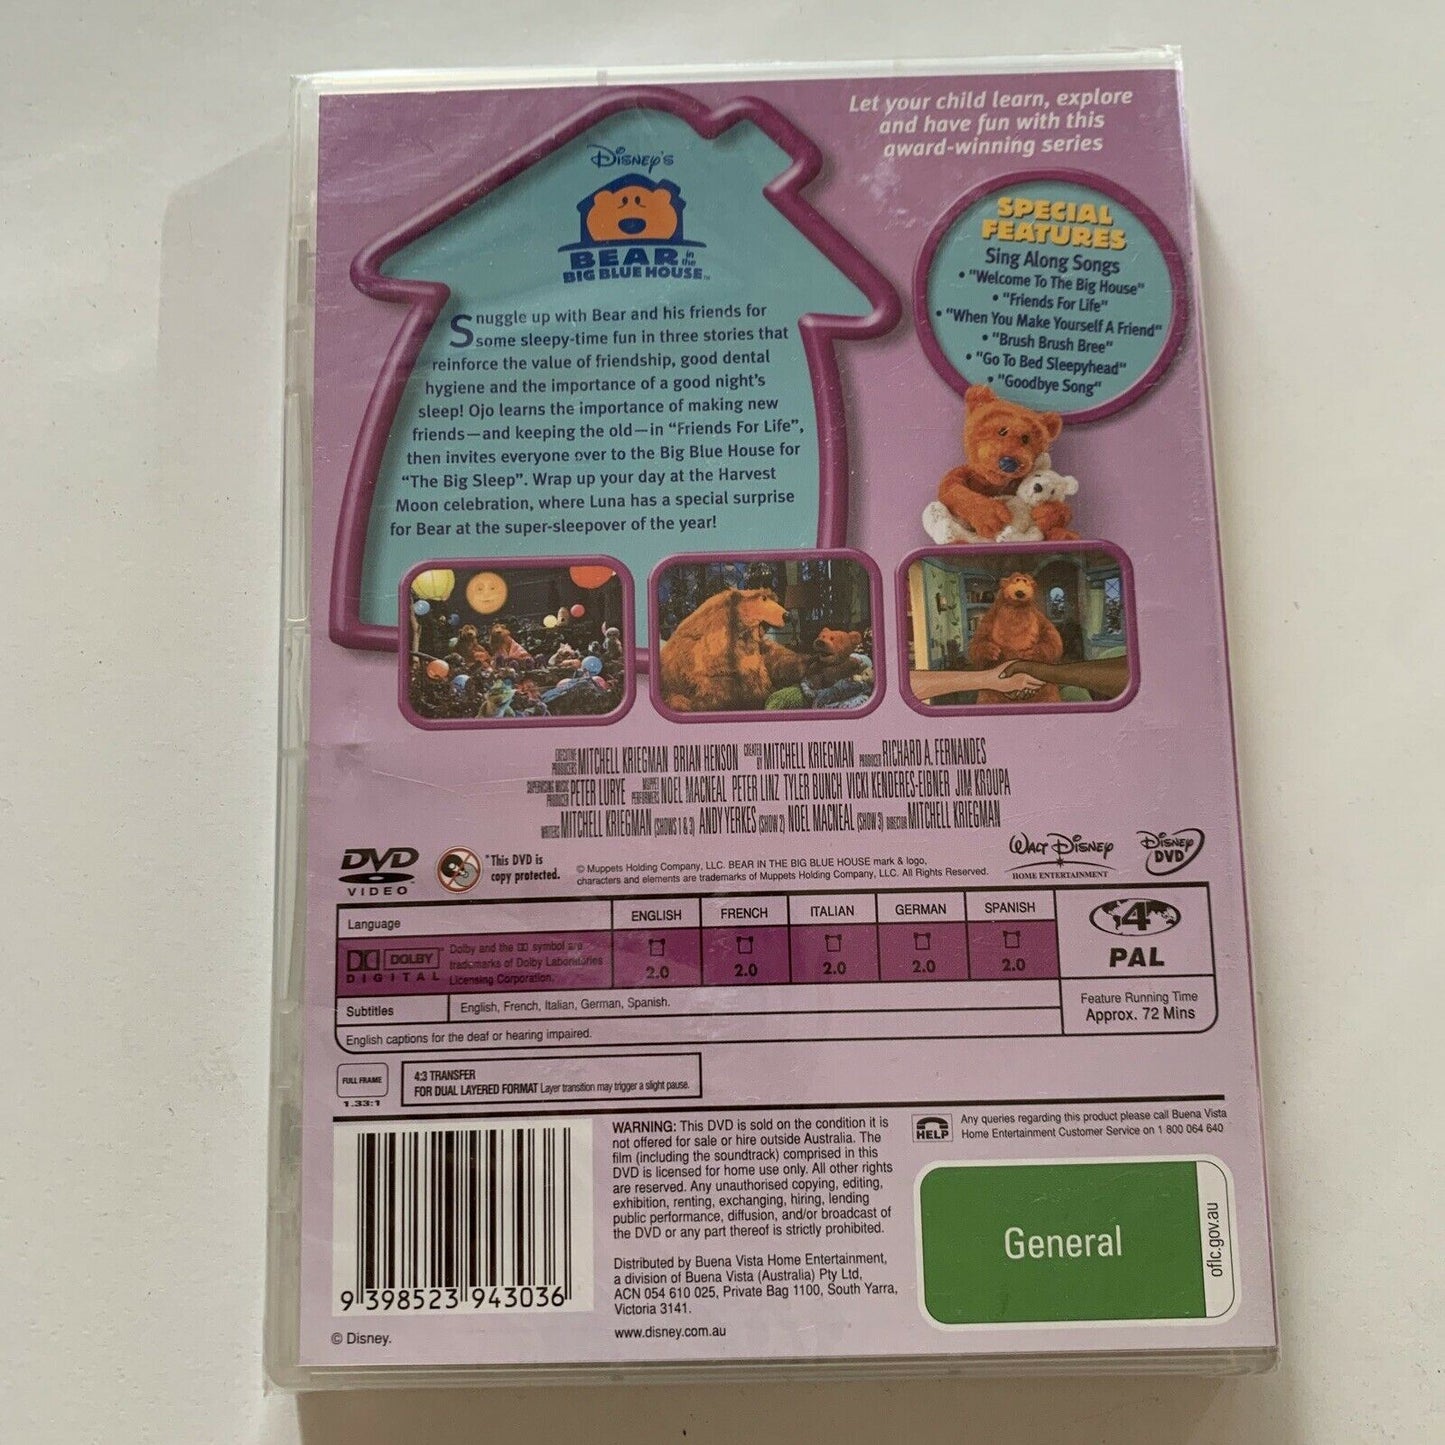 Let your child learn, explore
and have fun with this
award-winning series
Disney's
BEAR in the
BIG BLUE HOUSE™
Snuggle up with Bear and his friends for
some sleepy-time fun in three stories that
reinforce the value of friendship, good dental
hygiene and the importance of a good night's
sleep! Ojo learns the importance of making new
friends—and keeping the old—in "Friends For Life",
then invites everyone over to the Big Blue House for
"The Big Sleep". Wrap up your day at the Harvest
Moon celebration, where Luna has a special surprise
for Bear at the super-sleepover of the year!
SPECIAL
FEATURES
Sing Along Songs
• "Welcome To The Big House"
• "Friends For Life"
• "When You Make Yourself A Friend"
• "Brush Brush Bree"
• "Go To Bed Sleepyhead"
• "Goodbye Song"
EXECUTIVE PRODUCERS MITCHELL KRIEGMAN BRIAN HENSON CREATED BY MITCHELL KRIEGMAN PRODUCER RICHARD A. FERNANDES
SUPERVISING MUSIC PRODUCER PETER LURYE MUPPET PERFORMERS NOEL MACNEAL PETER LINZ TYLER BUNCH VICKI KENDERES-EIBNER JIM KROUPA
WRITERS MITCHELL KRIEGMAN (SHOWS 1 & 3) ANDY YERKES (SHOW 2) NOEL MACNEAL (SHOW 3) DIRECTOR MITCHELL KRIEGMAN
DVD
VIDEO™
"This DVD is
copy protected.
© Muppets Holding Company, LLC. BEAR IN THE BIG BLUE HOUSE mark & logo,
characters and elements are trademarks of Muppets Holding Company, LLC. All Rights Reserved.
WALT DISNEY
HOME ENTERTAINMENT
DISNEY
DVD
Language
ENGLISH
FRENCH
ITALIAN
GERMAN
SPANISH
DOLBY
DIGITAL
Dolby and the symbol are
trademarks of Dolby Laboratories
Licensing Corporation.
2.0
2.0
2.0
2.0
2.0
4
PAL
Subtitles
English, French, Italian, German, Spanish.
English captions for the deaf or hearing impaired.
Feature Running Time
Approx. 72 Mins
FULL FRAME
1.33:1
4:3 TRANSFER
FOR DUAL LAYERED FORMAT Layer transition may trigger a slight pause.
WARNING: This DVD is sold on the condition it is
not offered for sale or hire outside Australia. The
film (including the soundtrack) comprised in this
DVD is licensed for home use only. All other rights
are reserved. Any unauthorised copying, editing,
exhibition, renting, exchanging, hiring, lending
public performance, diffusion, and/or broadcast of
the DVD or any part thereof is strictly prohibited.
Distributed by Buena Vista Home Entertainment,
a division of Buena Vista (Australia) Pty Ltd,
ACN 054 610 025, Private Bag 1100, South Yarra,
Victoria 3141.
www.disney.com.au
HELP
Any queries regarding this product please call Buena Vista
Home Entertainment Customer Service on 1 800 064 640
General
oflc.gov.au
9 398523 943036
© Disney.